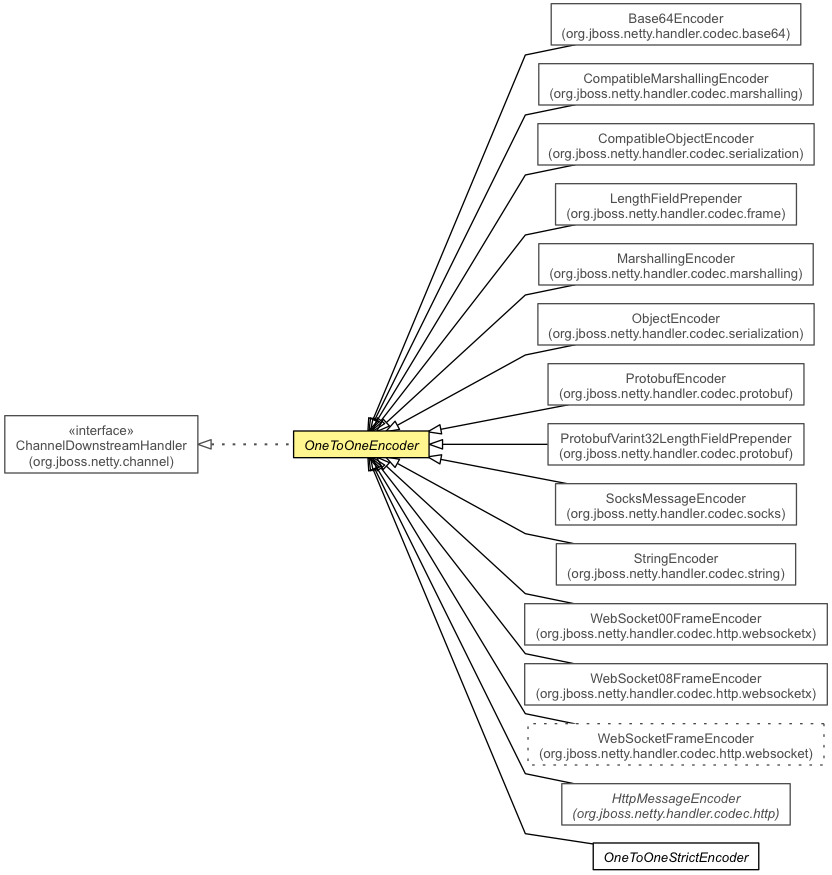 Base64Encoder
(org.jboss.netty.handler.codec.base64)
CompatibleMarshallingEncoder
(org.jboss.netty.handler.codec.marshalling)
CompatibleObjectEncoder
(org.jboss.netty.handler.codec.serialization)
LengthFieldPrepender
(org.jboss.netty.handler.codec.frame)
MarshallingEncoder
(org.jboss.netty.handler.codec.marshalling)
ObjectEncoder
(org.jboss.netty.handler.codec.serialization)
ProtobufEncoder
(org.jboss.netty.handler.codec.protobuf)
«interface»
ChannelDownstreamHandler
(org.jboss.netty.channel)
OneToOneEncoder
ProtobufVarint32LengthFieldPrepender
(org.jboss.netty.handler.codec.protobuf)
SocksMessageEncoder
(org.jboss.netty.handler.codec.socks)
StringEncoder
(org.jboss.netty.handler.codec.string)
WebSocket00FrameEncoder
(org.jboss.netty.handler.codec.http.websocketx)
WebSocket08FrameEncoder
(org.jboss.netty.handler.codec.http.websocketx)
WebSocketFrameEncoder
(org.jboss.netty.handler.codec.http.websocket)
HttpMessageEncoder
(org.jboss.netty.handler.codec.http)
OneToOneStrictEncoder